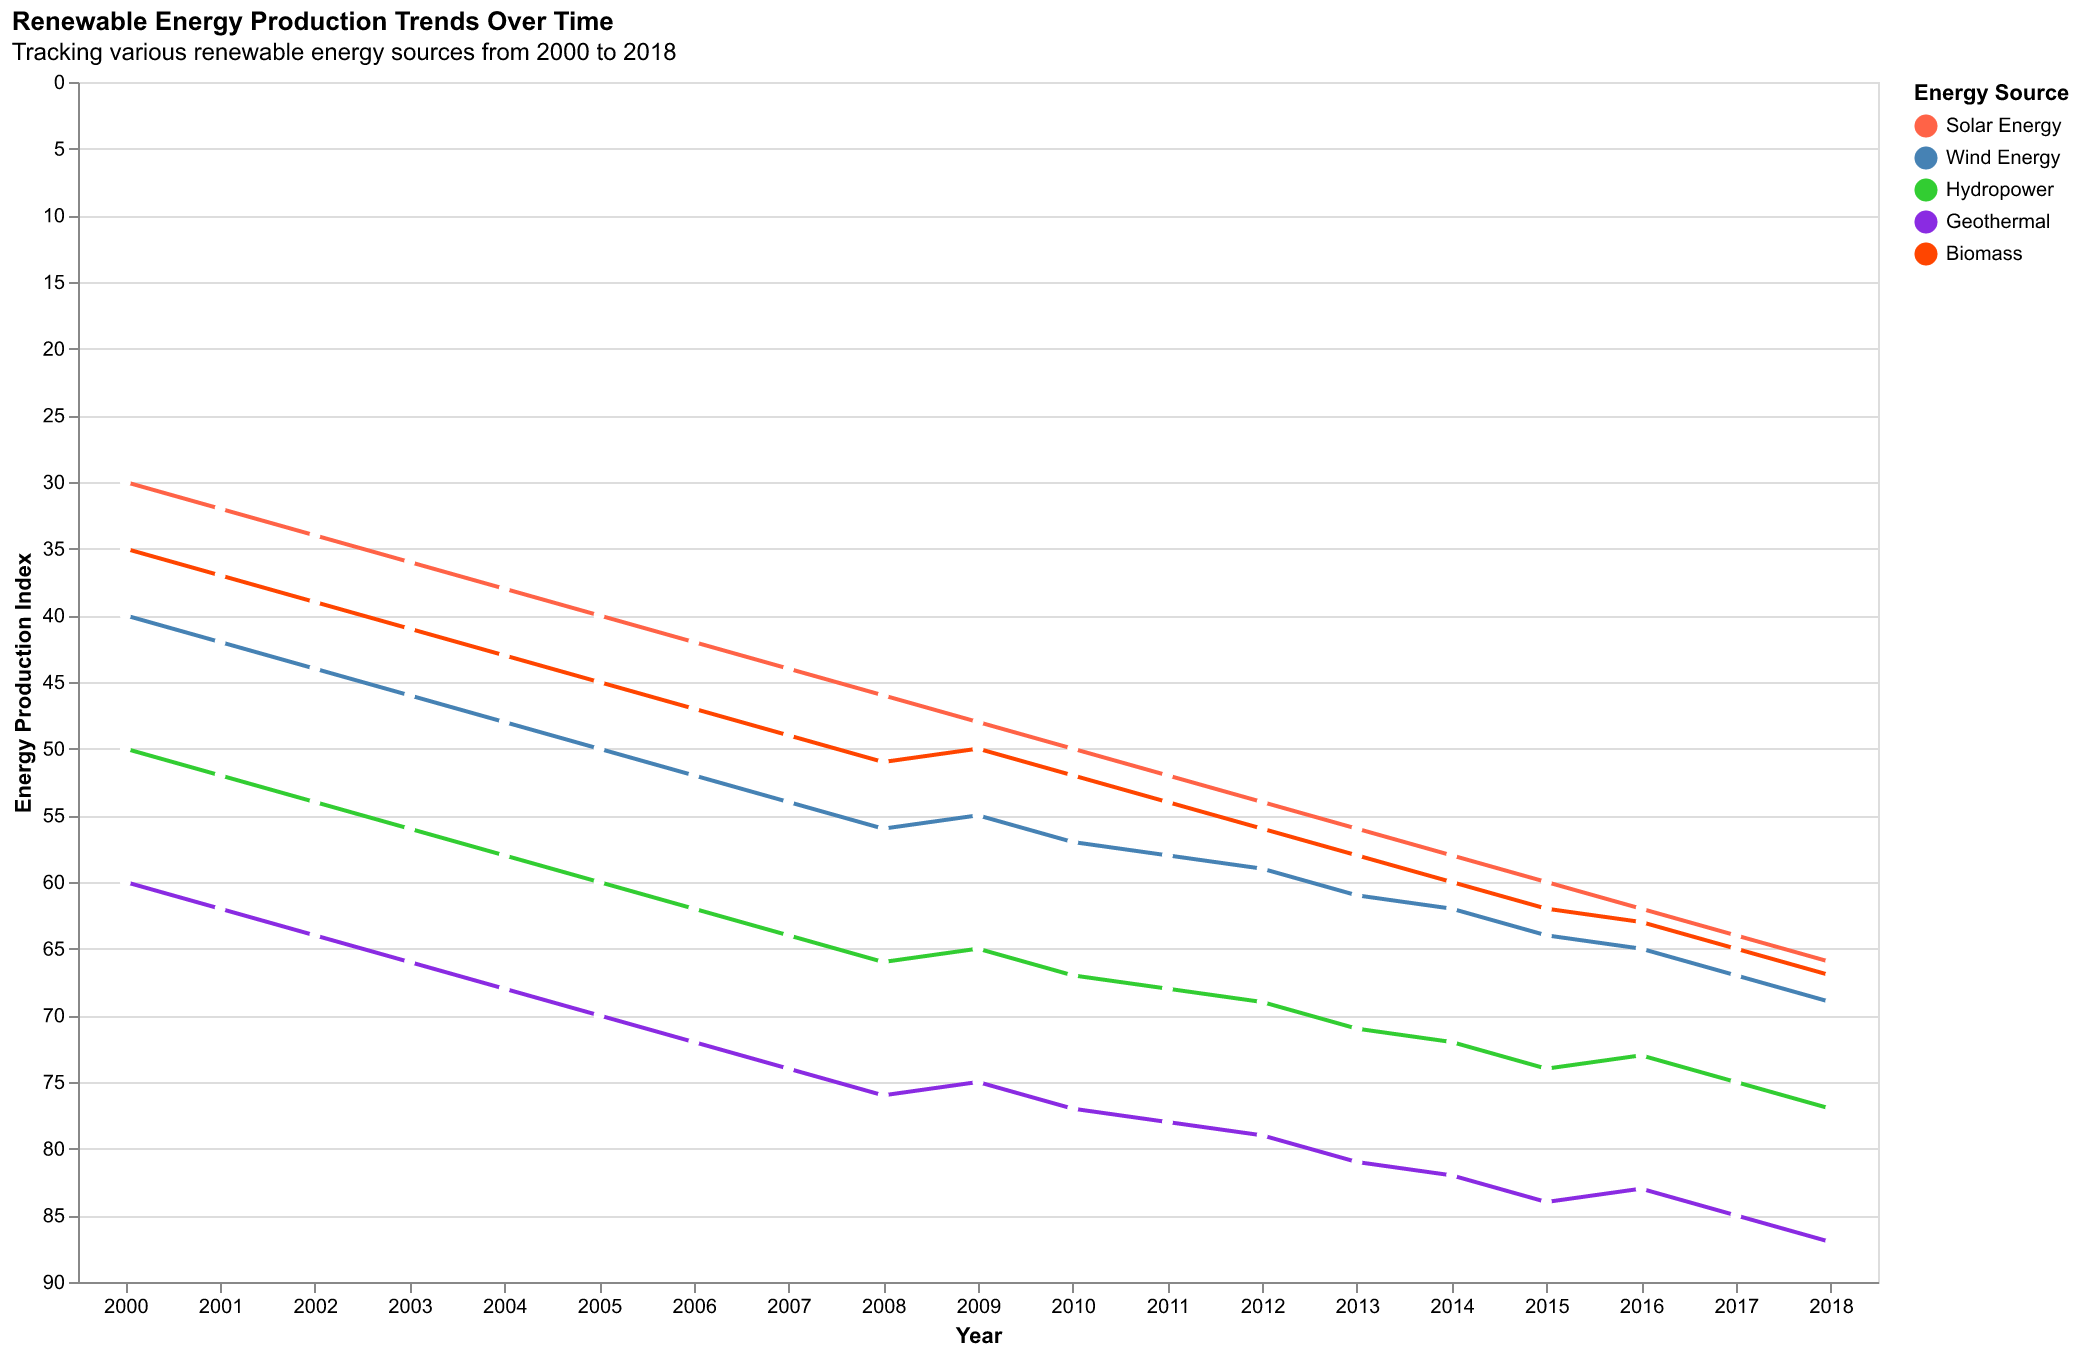 Renewable Energy Production Trends Over Time
Tracking various renewable energy sources from 2000 to 2018
Energy Production Index
0
5
10
15
20
25
30
35
40
45
50
55
60
65
70
75
80
85
90
2000 2001 2002 2003 2004 2005 2006 2007 2008 2009 2010 2011 2012 2013 2014 2015 2016 2017 2018
Year
Energy Source
Solar Energy
Wind Energy
Hydropower
Geothermal
Biomass